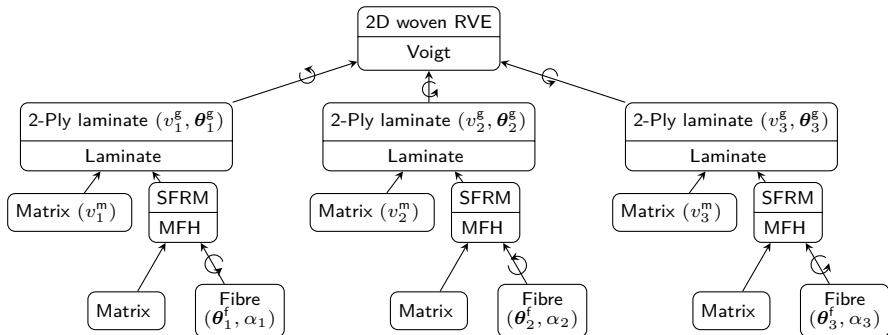 2D woven RVE
Voigt
2-Ply laminate (v₁ᵍ, θ₁ᵍ)
2-Ply laminate (v₂ᵍ, θ₂ᵍ)
2-Ply laminate (v₃ᵍ, θ₃ᵍ)
Laminate
Laminate
Laminate
Matrix (v₁ᵐ)
SFRM
MFH
Matrix (v₂ᵐ)
SFRM
MFH
Matrix (v₃ᵐ)
SFRM
MFH
Matrix
Fibre
(θ₁ᶠ, α₁)
Matrix
Fibre
(θ₂ᶠ, α₂)
Matrix
Fibre
(θ₃ᶠ, α₃)